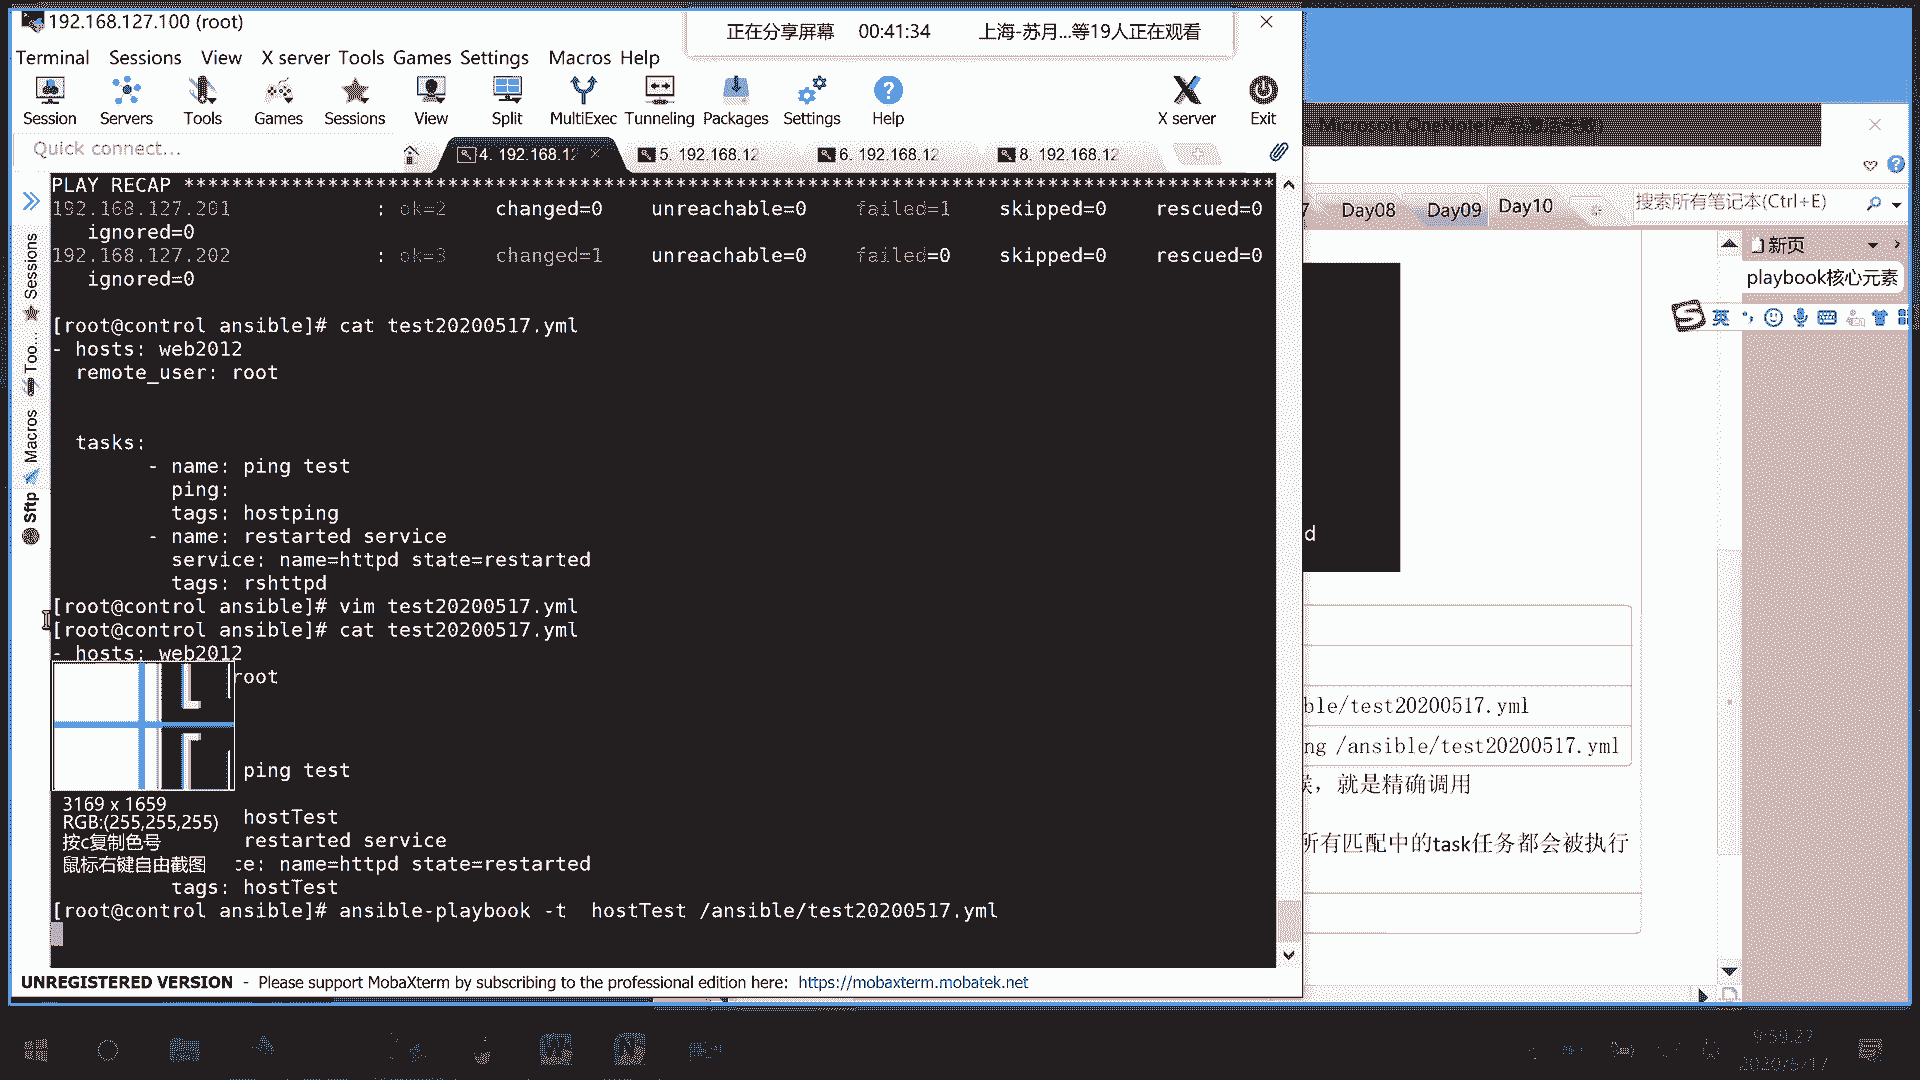 192.168.127.100 (root)
正在分享屏幕 00:41:34 上海-苏月...等19人正在观看
Terminal Sessions View X server Tools Games Settings Macros Help
Session Servers Tools Games Sessions View Split MultiExec Tunneling Packages Settings Help X server Exit
Quick connect...
4. 192.168.12
5. 192.168.12
6. 192.168.12
8. 192.168.12
Sessions
Too...
Macros
Sftp
PLAY RECAP *******************************************************************************************
192.168.127.201 : ok=2 changed=0 unreachable=0 failed=1 skipped=0 rescued=0
ignored=0
192.168.127.202 : ok=3 changed=1 unreachable=0 failed=0 skipped=0 rescued=0
ignored=0
[root@control ansible]# cat test20200517.yml
- hosts: web2012
remote_user: root
tasks:
- name: ping test
ping:
tags: hostping
- name: restarted service
service: name=httpd state=restarted
tags: rshttpd
[root@control ansible]# vim test20200517.yml
[root@control ansible]# cat test20200517.yml
- hosts: web2012
root
ping test
hostTest
restarted service
ce: name=httpd state=restarted
tags: hostTest
[root@control ansible]# ansible-playbook -t  hostTest /ansible/test20200517.yml
3169 x 1659
RGB:(255,255,255)
按c复制色号
鼠标右键自由截图
UNREGISTERED VERSION - Please support MobaXterm by subscribing to the professional edition here: https://mobaxterm.mobatek.net
Microsoft OneNote
7 Day08 Day09 Day10
搜索所有笔记本(Ctrl+E)
新页
playbook核心元素
英
d
ble/test20200517.yml
ng /ansible/test20200517.yml
候，就是精确调用
所有匹配中的task任务都会被执行
2020/5/17